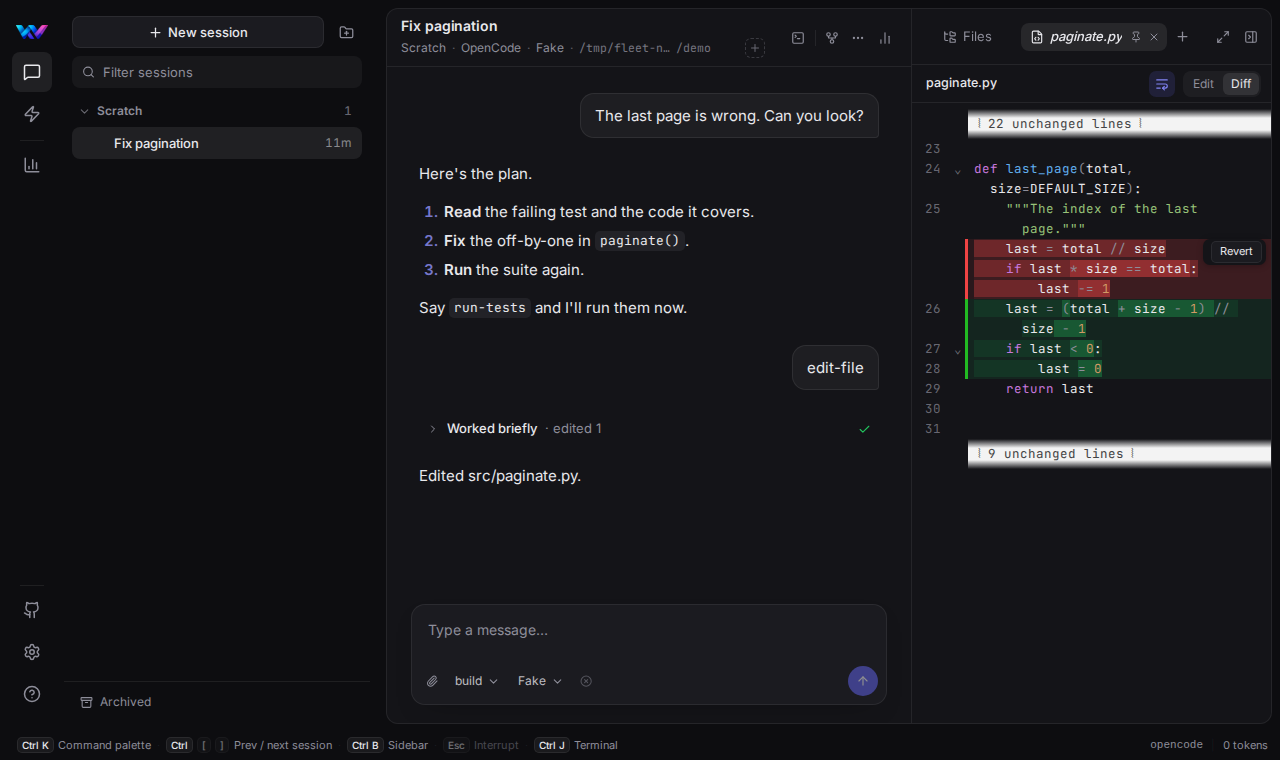 New session
Filter sessions
Scratch 1
Fix pagination 11m
Archived
Fix pagination
Scratch · OpenCode · Fake · /tmp/fleet-n… /demo
The last page is wrong. Can you look?
Here's the plan.
1. Read the failing test and the code it covers.
2. Fix the off-by-one in paginate().
3. Run the suite again.
Say run-tests and I'll run them now.
edit-file
Worked briefly · edited 1
Edited src/paginate.py.
Type a message...
build Fake
Files paginate.py
paginate.py Edit Diff
22 unchanged lines
23
24 def last_page(total,
size=DEFAULT_SIZE):
25 """The index of the last
page."""
last = total // size Revert
if last * size == total:
last -= 1
26 last = (total + size - 1) //
size - 1
27 if last < 0:
28 last = 0
29 return last
30
31
9 unchanged lines
Ctrl K Command palette Ctrl [ ] Prev / next session Ctrl B Sidebar Esc Interrupt Ctrl J Terminal opencode 0 tokens